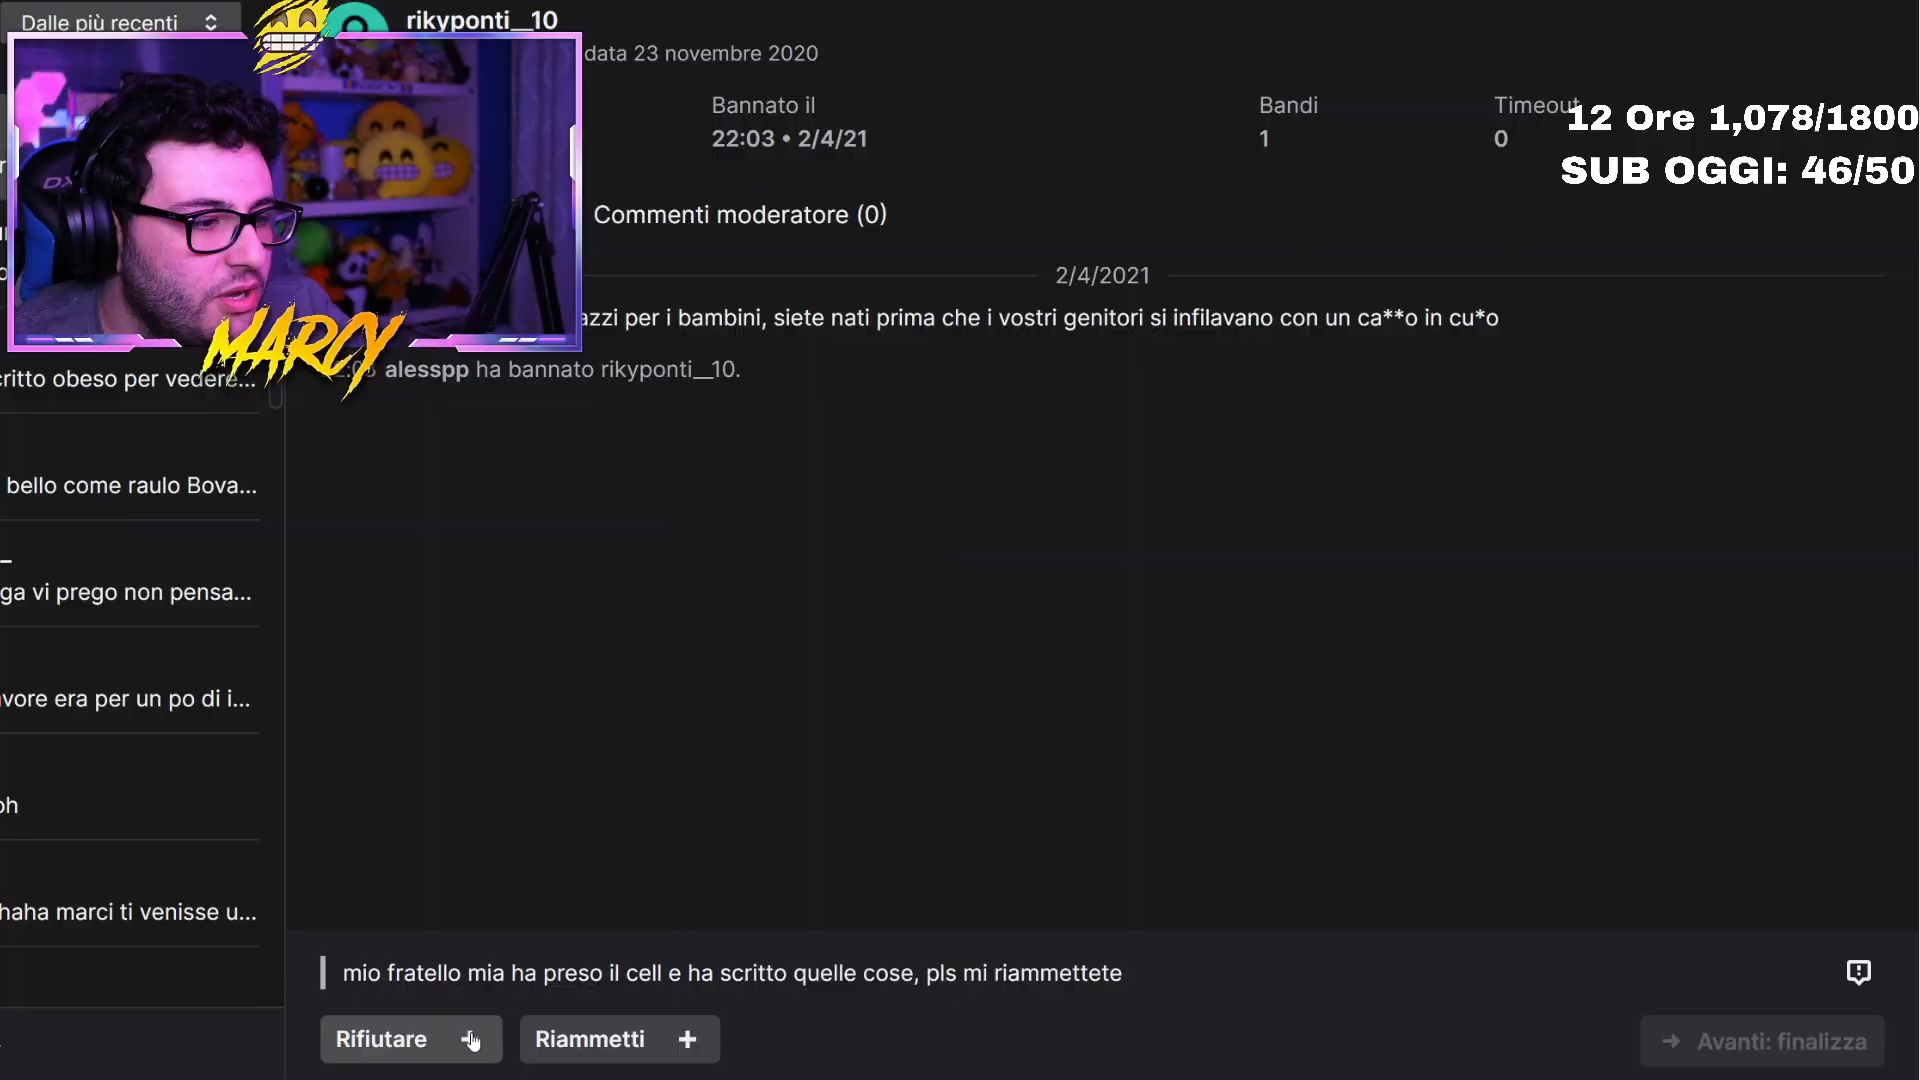 Dalle più recenti
rikyponti__10
data 23 novembre 2020
Bannato il
Bandi
Timeout
22:03 • 2/4/21
1
0
12 Ore 1,078/1800
SUB OGGI: 46/50
Commenti moderatore (0)
2/4/2021
azzi per i bambini, siete nati prima che i vostri genitori si infilavano con un ca**o in cu*o
alesspp ha bannato rikyponti__10.
MARCY
critto obeso per vedere...
bello come raulo Bova...
ga vi prego non pensa...
avore era per un po di i...
oh
haha marci ti venisse u...
mio fratello mia ha preso il cell e ha scritto quelle cose, pls mi riammettete
Rifiutare
Riammetti
Avanti: finalizza